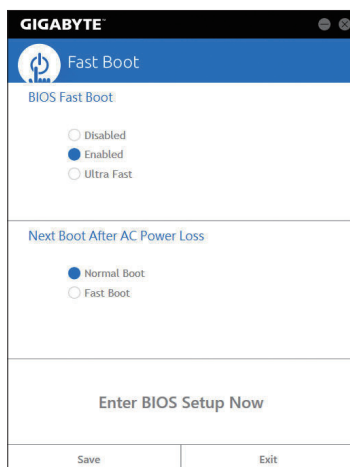 GIGABYTE™
Fast Boot
BIOS Fast Boot
Disabled
Enabled
Ultra Fast
Next Boot After AC Power Loss
Normal Boot
Fast Boot
Enter BIOS Setup Now
Save Exit